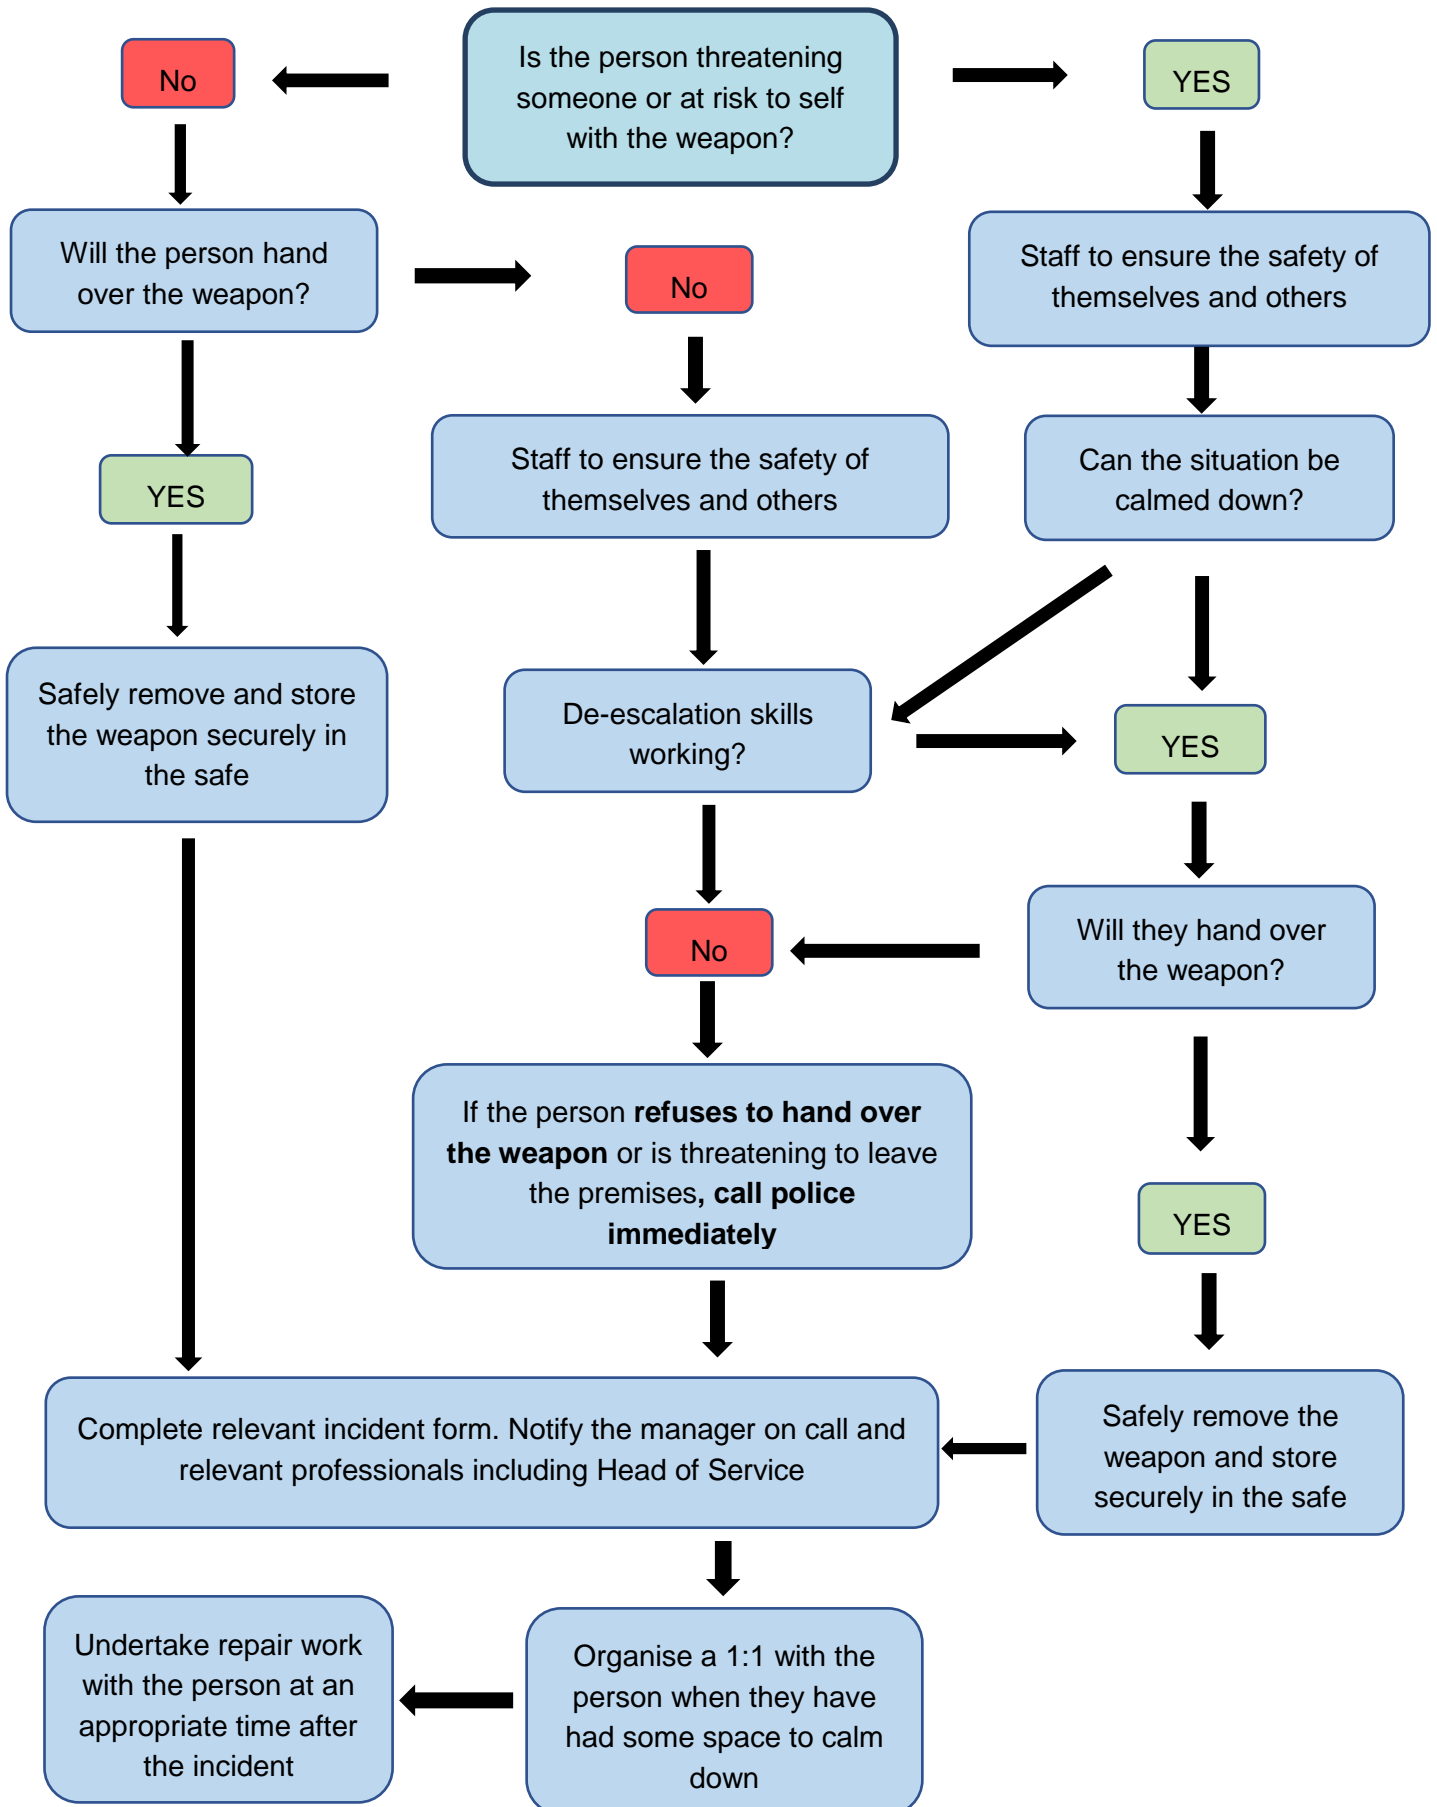 Is the person threatening
someone or at risk to self
with the weapon?
No
YES
Will the person hand
over the weapon?
No
Staff to ensure the safety of
themselves and others
YES
Staff to ensure the safety of
themselves and others
Can the situation be
calmed down?
Safely remove and store
the weapon securely in
the safe
De-escalation skills
working?
YES
No
Will they hand over
the weapon?
If the person refuses to hand over
the weapon or is threatening to leave
the premises, call police
immediately
YES
Complete relevant incident form. Notify the manager on call and
relevant professionals including Head of Service
Safely remove the
weapon and store
securely in the safe
Undertake repair work
with the person at an
appropriate time after
the incident
Organise a 1:1 with the
person when they have
had some space to calm
down